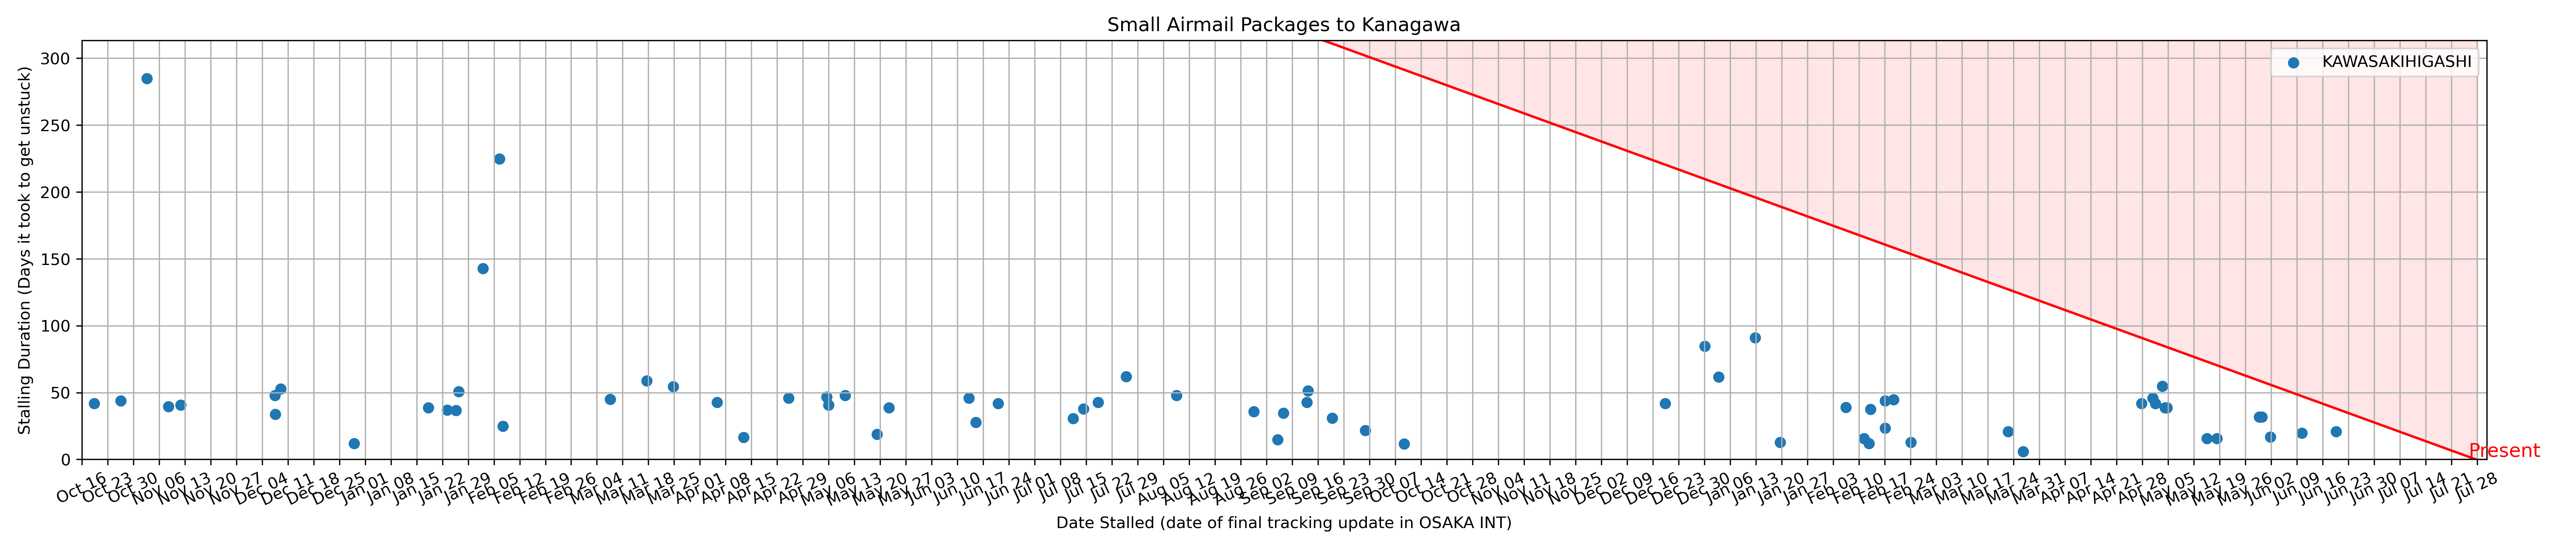 Small Airmail Packages to Kanagawa
KAWASAKIHIGASHI
Stalling Duration (Days it took to get unstuck)
300
250
200
150
100
50
0
Present
Oct 16
Oct 23
Oct 30
Nov 06
Nov 13
Nov 20
Nov 27
Dec 04
Dec 11
Dec 18
Dec 25
Jan 01
Jan 08
Jan 15
Jan 22
Jan 29
Feb 05
Feb 12
Feb 19
Feb 26
Mar 04
Mar 11
Mar 18
Mar 25
Apr 01
Apr 08
Apr 15
Apr 22
Apr 29
May 06
May 13
May 20
May 27
Jun 03
Jun 10
Jun 17
Jun 24
Jul 01
Jul 08
Jul 15
Jul 22
Jul 29
Aug 05
Aug 12
Aug 19
Aug 26
Sep 02
Sep 09
Sep 16
Sep 23
Sep 30
Oct 07
Oct 14
Oct 21
Oct 28
Nov 04
Nov 11
Nov 18
Nov 25
Dec 02
Dec 09
Dec 16
Dec 23
Dec 30
Jan 06
Jan 13
Jan 20
Jan 27
Feb 03
Feb 10
Feb 17
Feb 24
Mar 03
Mar 10
Mar 17
Mar 24
Mar 31
Apr 07
Apr 14
Apr 21
Apr 28
May 05
May 12
May 19
May 26
Jun 02
Jun 09
Jun 16
Jun 23
Jun 30
Jul 07
Jul 14
Jul 21
Jul 28
Date Stalled (date of final tracking update in OSAKA INT)